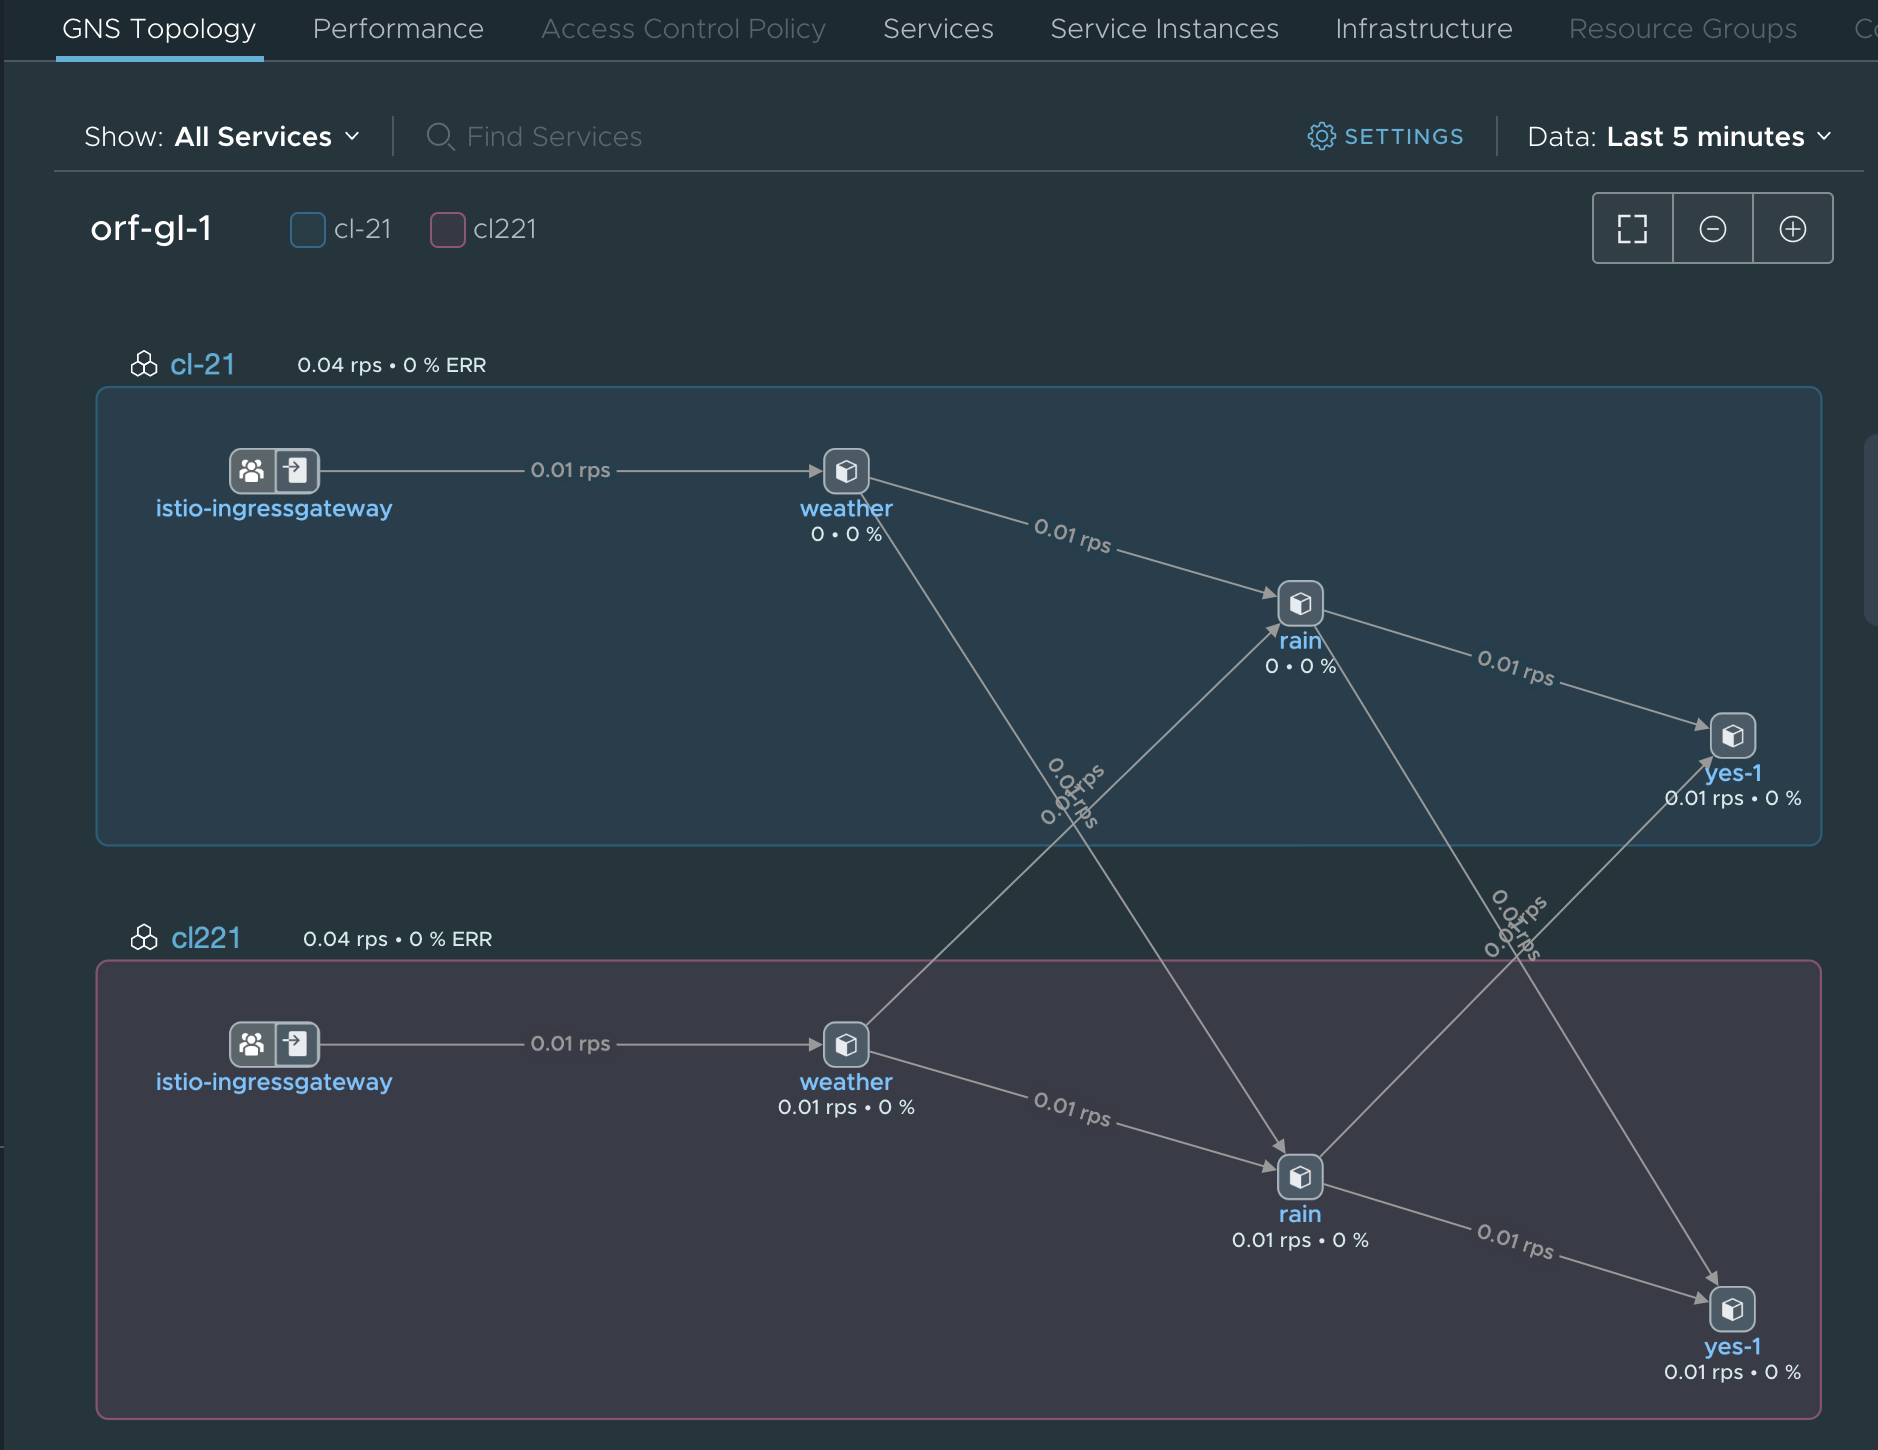 GNS Topology Performance Access Control Policy Services Service Instances Infrastructure Resource Groups
Show: All Services Find Services SETTINGS Data: Last 5 minutes
orf-gl-1 cl-21 cl221
cl-21 0.04 rps • 0 % ERR
istio-ingressgateway
0.01 rps
weather
0 • 0 %
0.01 rps
rain
0 • 0 %
0.01 rps
yes-1
0.01 rps • 0 %
0.01 rps
0.01 rps
0.01 rps
0.01 rps
cl221 0.04 rps • 0 % ERR
istio-ingressgateway
0.01 rps
weather
0.01 rps • 0 %
0.01 rps
rain
0.01 rps • 0 %
0.01 rps
yes-1
0.01 rps • 0 %